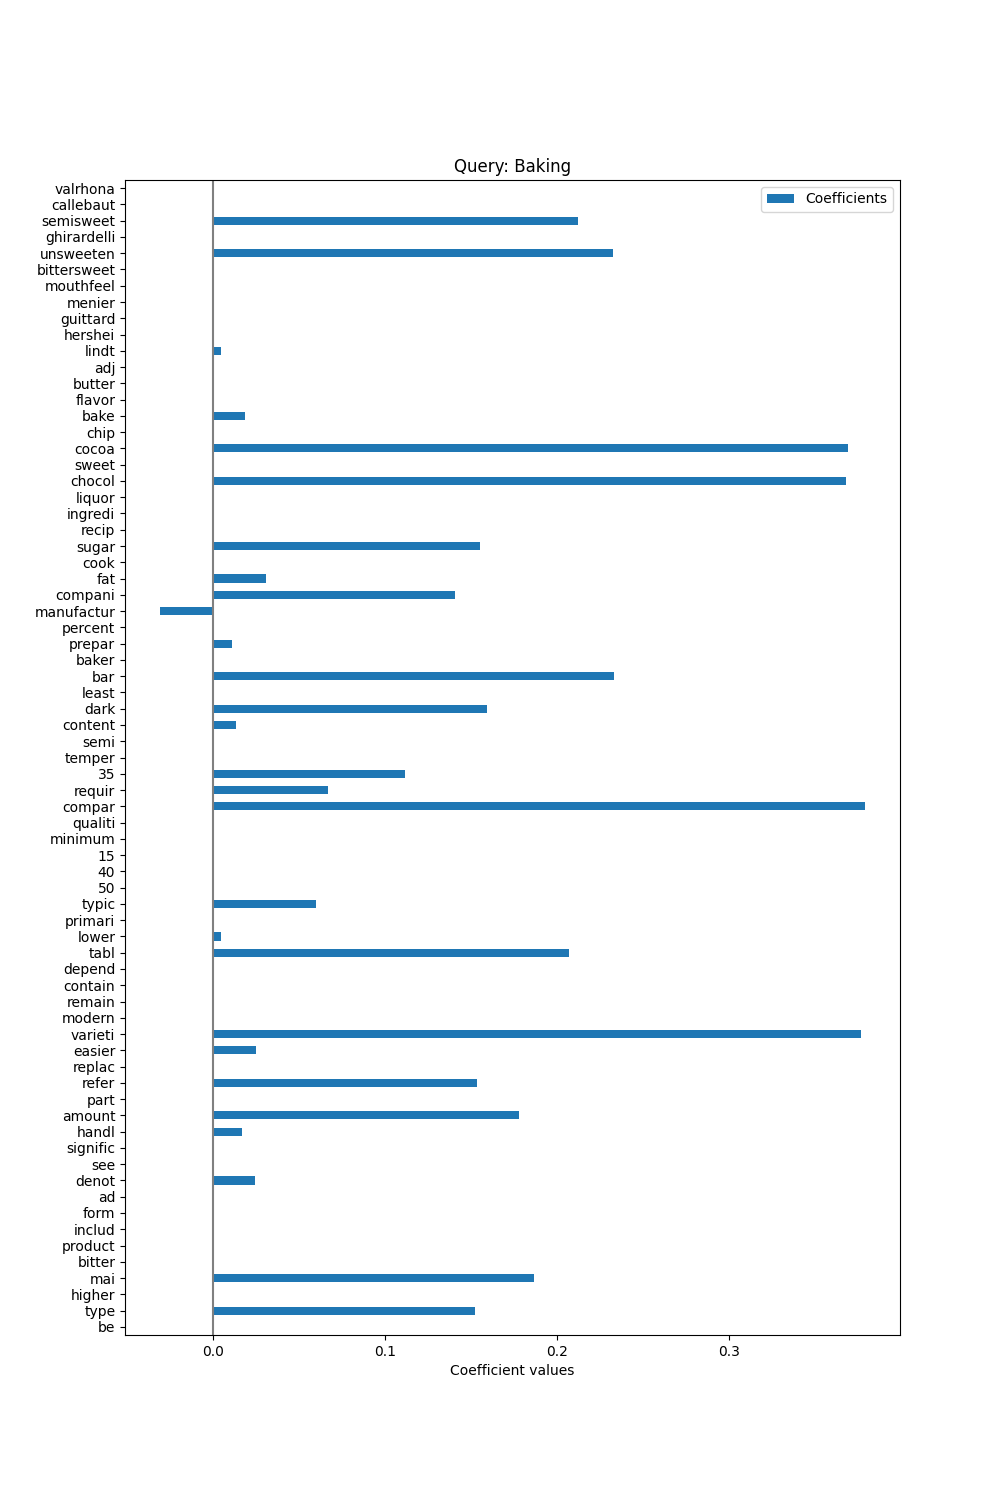 Query: Baking
Coefficients
valrhona
callebaut
semisweet
ghirardelli
unsweeten
bittersweet
mouthfeel
menier
guittard
hershei
lindt
adj
butter
flavor
bake
chip
cocoa
sweet
chocol
liquor
ingredi
recip
sugar
cook
fat
compani
manufactur
percent
prepar
baker
bar
least
dark
content
semi
temper
35
requir
compar
qualiti
minimum
15
40
50
typic
primari
lower
tabl
depend
contain
remain
modern
varieti
easier
replac
refer
part
amount
handl
signific
see
denot
ad
form
includ
product
bitter
mai
higher
type
be
0.0 0.1 0.2 0.3
Coefficient values